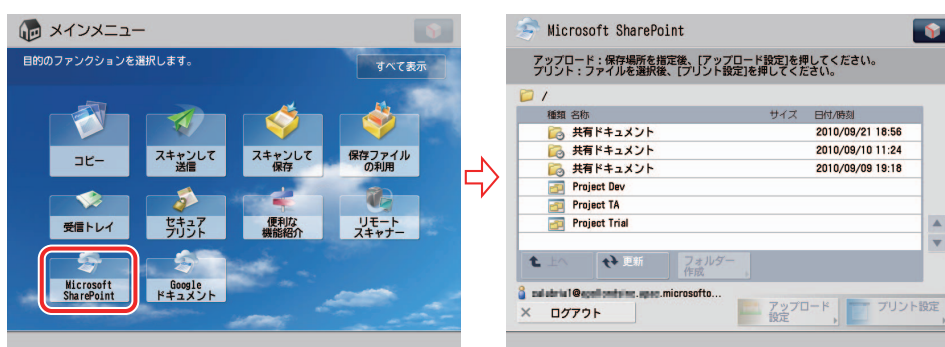 メインメニュー
目的のファンクションを選択します。
すべて表示
コピー
スキャンして
送信
スキャンして
保存
保存ファイル
の利用
受信トレイ
セキュア
プリント
便利な
機能紹介
リモート
スキャナー
Microsoft
SharePoint
Google
ドキュメント
Microsoft SharePoint
アップロード：保存場所を指定後、[アップロード設定]を押してください。
プリント：ファイルを選択後、[プリント設定]を押してください。
/
種類 名称 サイズ 日付/時刻
共有ドキュメント 2010/09/21 18:56
共有ドキュメント 2010/09/10 11:24
共有ドキュメント 2010/09/09 19:18
Project Dev
Project TA
Project Trial
上へ
更新
フォルダー
作成
.microsofto...
× ログアウト
アップロード
設定
プリント設定